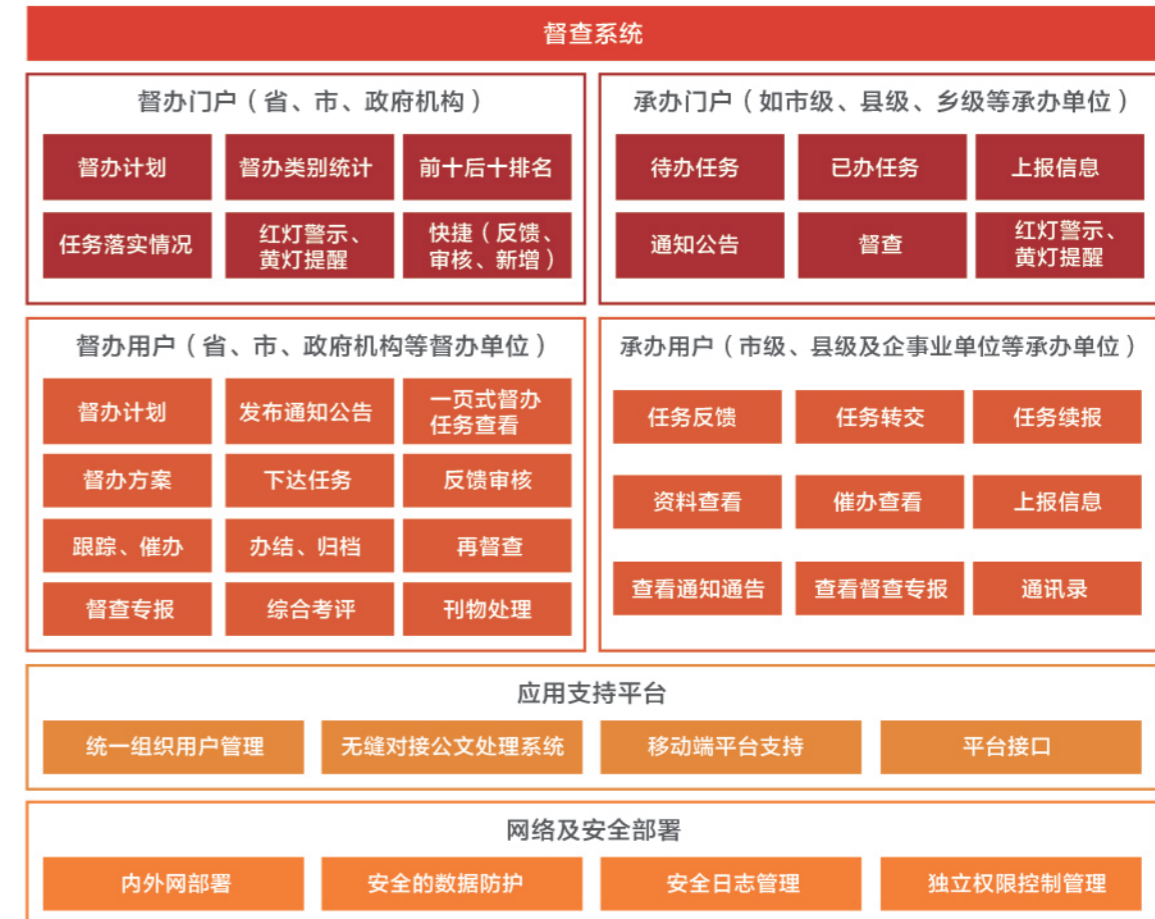 督查系统
督办门户（省、市、政府机构）
督办计划
督办类别统计
前十后十排名
任务落实情况
红灯警示、
黄灯提醒
快捷（反馈、
审核、新增）
承办门户（如市级、县级、乡级等承办单位）
待办任务
已办任务
上报信息
通知公告
督查
红灯警示、
黄灯提醒
督办用户（省、市、政府机构等督办单位）
督办计划
发布通知公告
一页式督办
任务查看
督办方案
下达任务
反馈审核
跟踪、催办
办结、归档
再督查
督查专报
综合考评
刊物处理
承办用户（市级、县级及企事业单位等承办单位）
任务反馈
任务转交
任务续报
资料查看
催办查看
上报信息
查看通知通告
查看督查专报
通讯录
应用支持平台
统一组织用户管理
无缝对接公文处理系统
移动端平台支持
平台接口
网络及安全部署
内外网部署
安全的数据防护
安全日志管理
独立权限控制管理